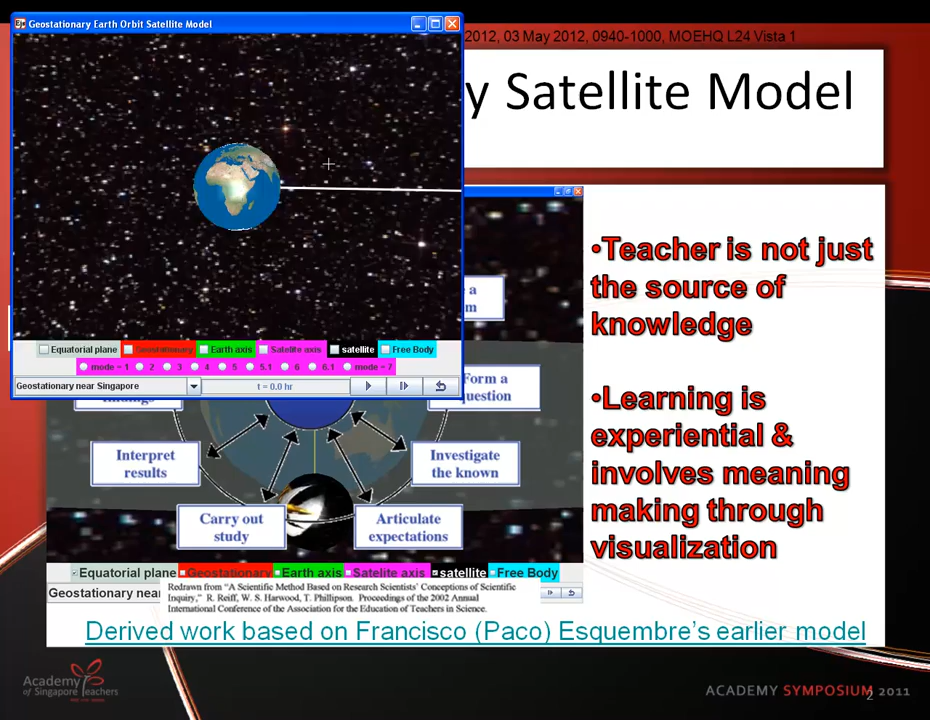 Geostationary Earth Orbit Satellite Model
2012, 03 May 2012, 0940-1000, MOEHQ L24 Vista 1
y Satellite Model
Equatorial plane Geostationary Earth axis Satellite axis satellite Free Body
mode = 1 2 3 4 5 5.1 6 6.1 mode = 7
Geostationary near Singapore t = 0.0 hr
•Teacher is not just
the source of
knowledge
•Learning is
experiential &
involves meaning
making through
visualization
e a
m
Form a
question
Interpret
results
Investigate
the known
Carry out
study
Articulate
expectations
Equatorial plane Geostationary Earth axis Satellite axis satellite Free Body
Geostationary near
Redrawn from "A Scientific Method Based on Research Scientists' Conceptions of Scientific
Inquiry," R. Reiff, W. S. Harwood, T. Phillipson. Proceedings of the 2002 Annual
International Conference of the Association for the Education of Teachers in Science.
Derived work based on Francisco (Paco) Esquembre's earlier model
Academy
of Singapore Teachers
ACADEMY SYMPOSIUM 2011
2